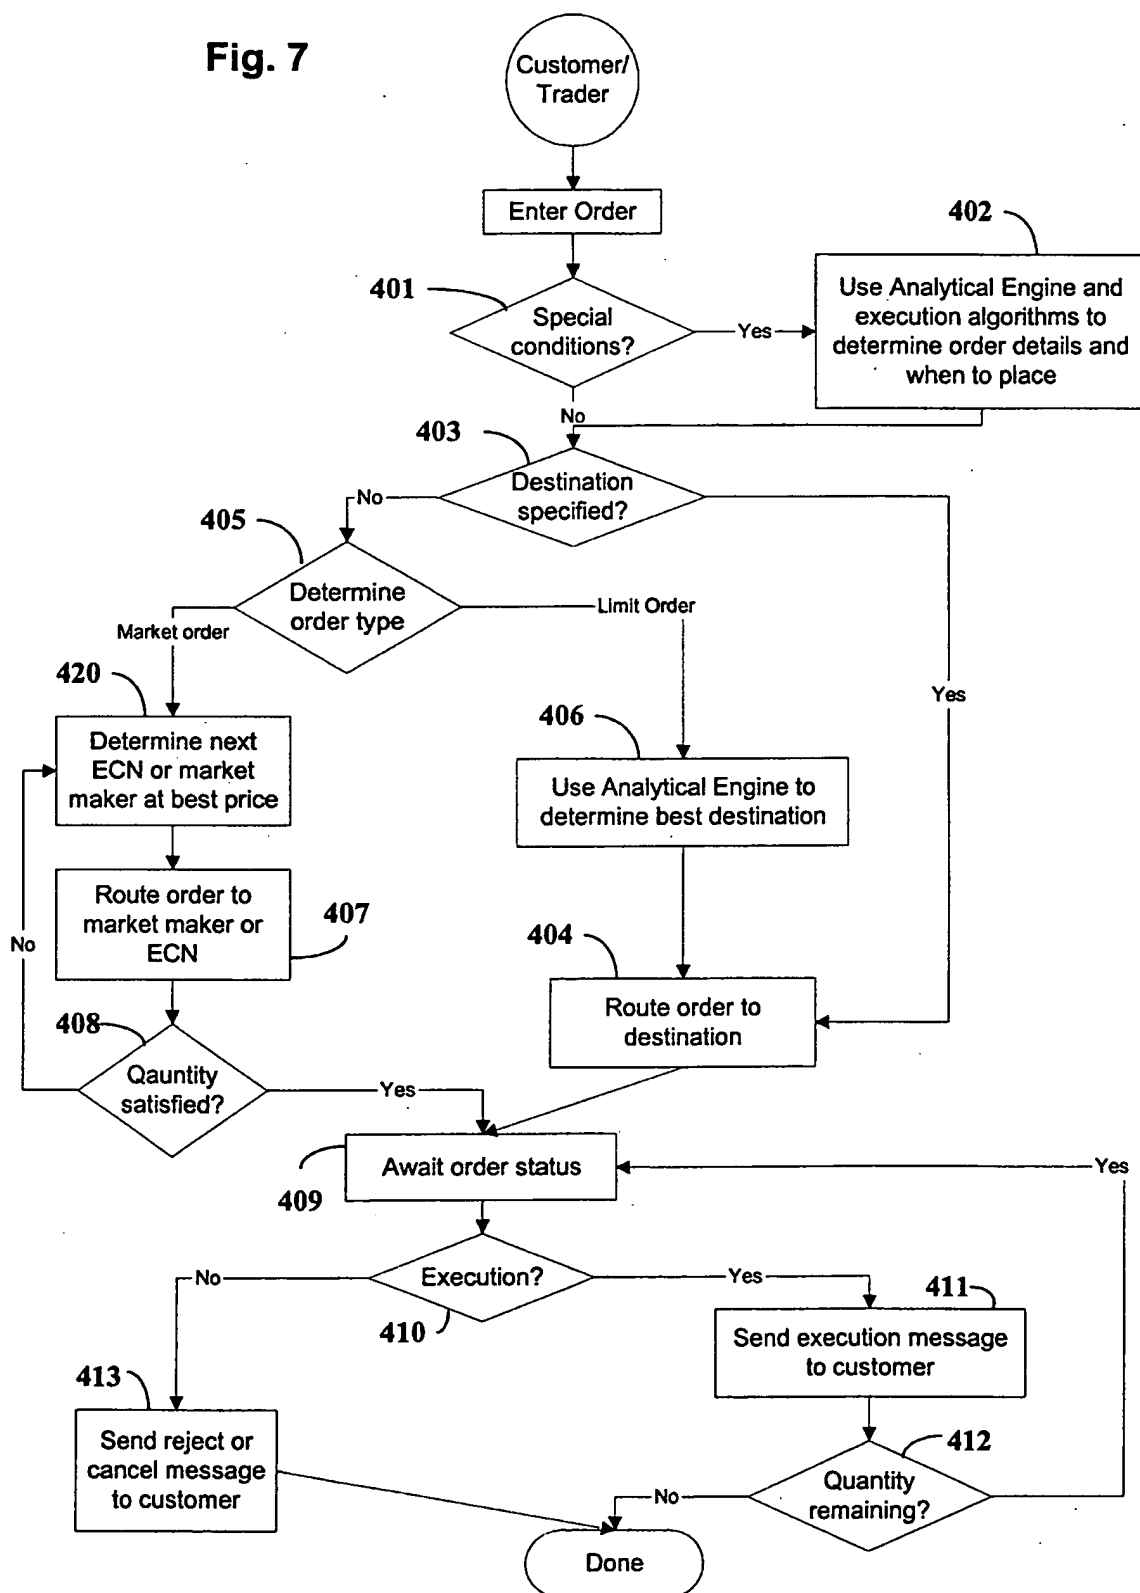 Fig. 7
Customer/
Trader
Enter Order
401
Special
conditions?
Yes
402
Use Analytical Engine and
execution algorithms to
determine order details and
when to place
No
403
Destination
specified?
No
Yes
405
Determine
order type
Market order
Limit Order
420
Determine next
ECN or market
maker at best price
406
Use Analytical Engine to
determine best destination
Route order to
market maker or
ECN
407
No
404
Route order to
destination
408
Qauntity
satisfied?
Yes
Await order status
409
Yes
Execution?
410
No
Yes
411
Send execution message
to customer
413
Send reject or
cancel message
to customer
412
Quantity
remaining?
No
Done